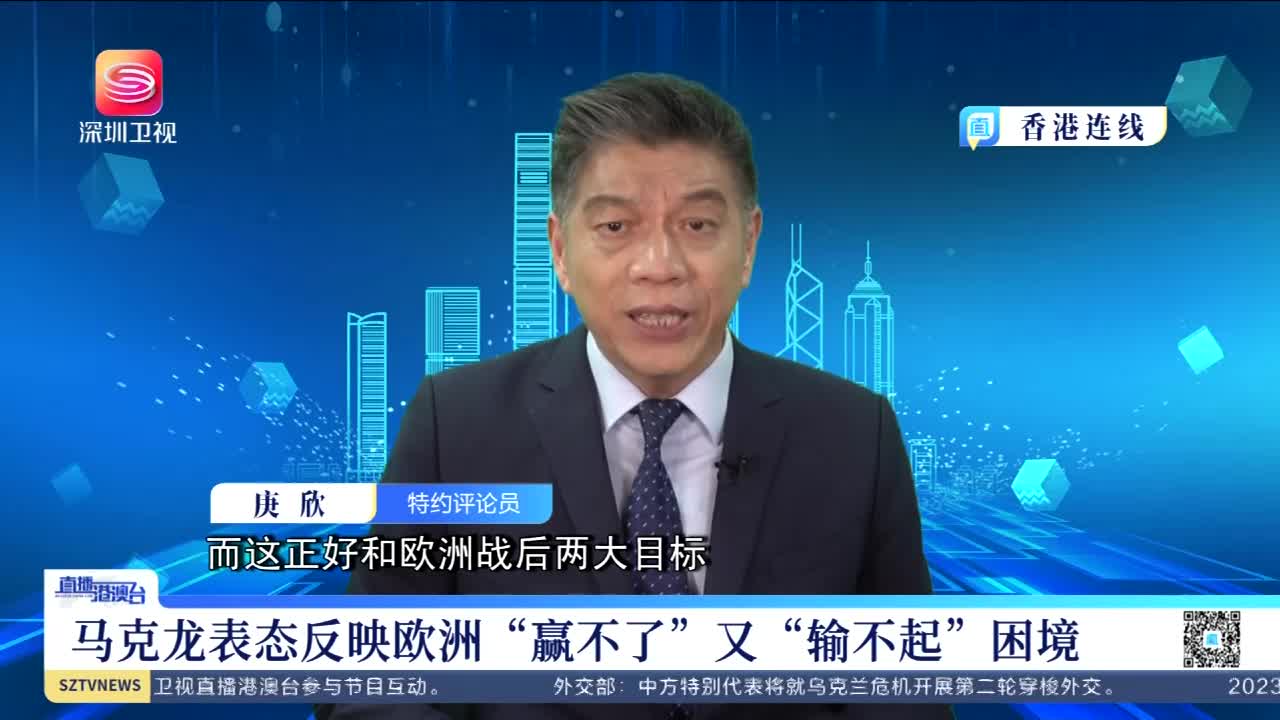 深圳卫视
直 香港连线
庚欣
特约评论员
而这正好和欧洲战后两大目标
直播港澳台
马克龙表态反映欧洲“赢不了”又“输不起”困境
SZTVNEWS
卫视直播港澳台参与节目互动。 外交部：中方特别代表将就乌克兰危机开展第二轮穿梭外交。 2023